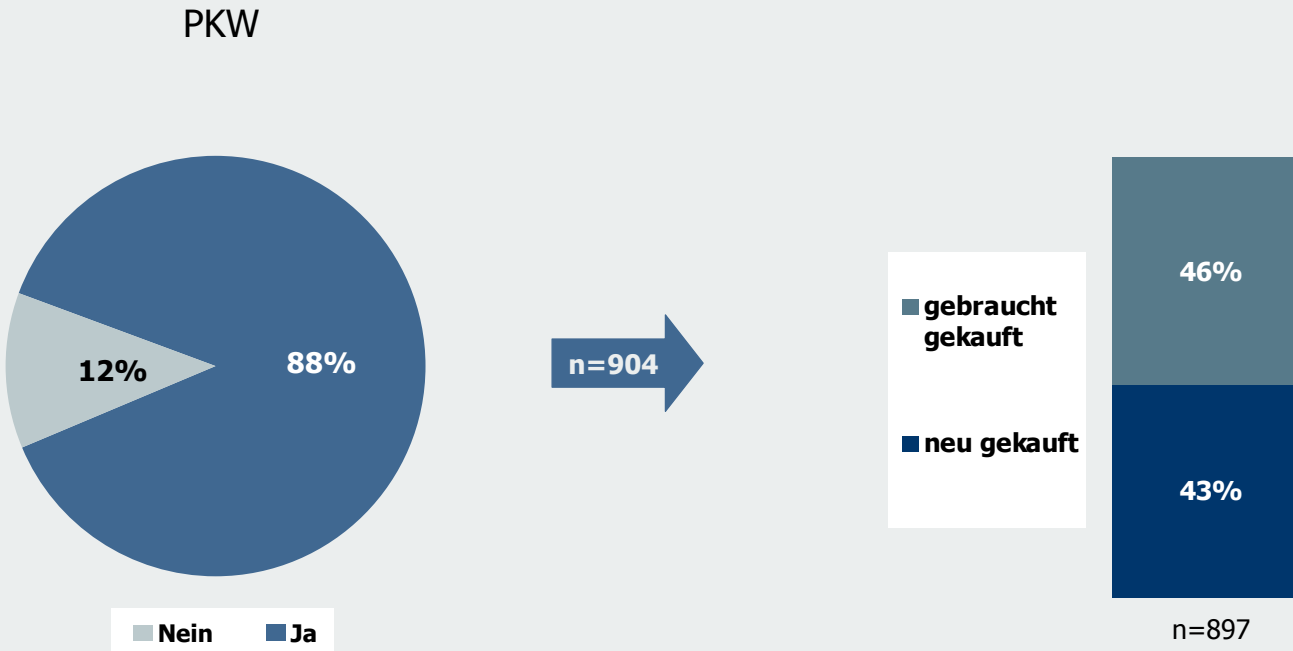 PKW
12%
88%
Nein Ja
n=904
gebraucht
gekauft
neu gekauft
46%
43%
n=897